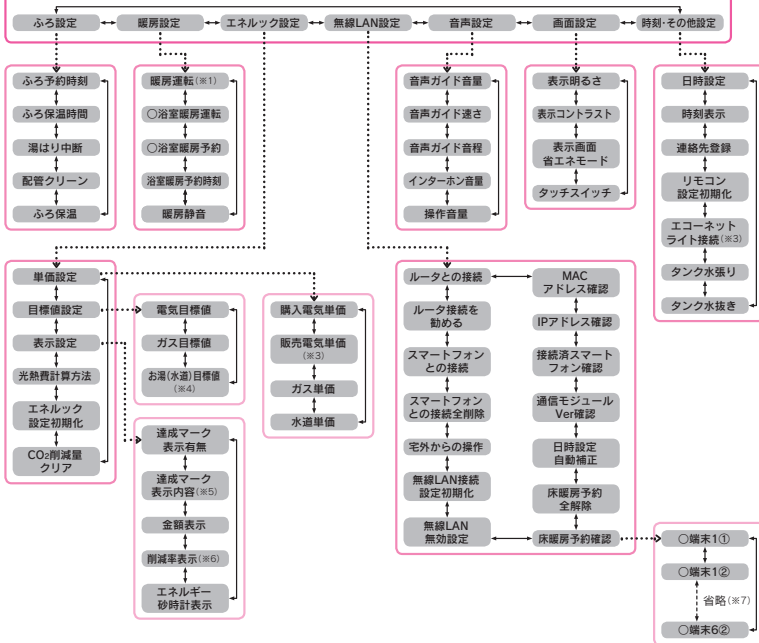 ふろ設定
暖房設定
エネルック設定
無線LAN設定
音声設定
画面設定
時刻・その他設定
ふろ予約時刻
ふろ保温時間
湯はり中断
配管クリーン
ふろ保温
暖房運転(※1)
○浴室暖房運転
○浴室暖房予約
浴室暖房予約時刻
暖房静音
音声ガイド音量
音声ガイド速さ
音声ガイド音程
インターホン音量
操作音量
表示明るさ
表示コントラスト
表示画面
省エネモード
タッチスイッチ
日時設定
時刻表示
連絡先登録
リモコン
設定初期化
エコーネット
ライト接続(※3)
タンク水張り
タンク水抜き
単価設定
目標値設定
表示設定
光熱費計算方法
エネルック
設定初期化
CO2削減量
クリア
電気目標値
ガス目標値
お湯(水道)目標値
(※4)
達成マーク
表示有無
達成マーク
表示内容(※5)
金額表示
削減率表示(※6)
エネルギー
砂時計表示
購入電気単価
販売電気単価
(※3)
ガス単価
水道単価
ルータとの接続
ルータ接続を
勧める
スマートフォン
との接続
スマートフォン
との接続全削除
宅外からの操作
無線LAN接続
設定初期化
無線LAN
無効設定
MAC
アドレス確認
IPアドレス確認
接続済スマート
フォン確認
通信モジュール
Ver確認
日時設定
自動補正
床暖房予約
全解除
床暖房予約確認
○端末1①
○端末1②
省略(※7)
○端末6②